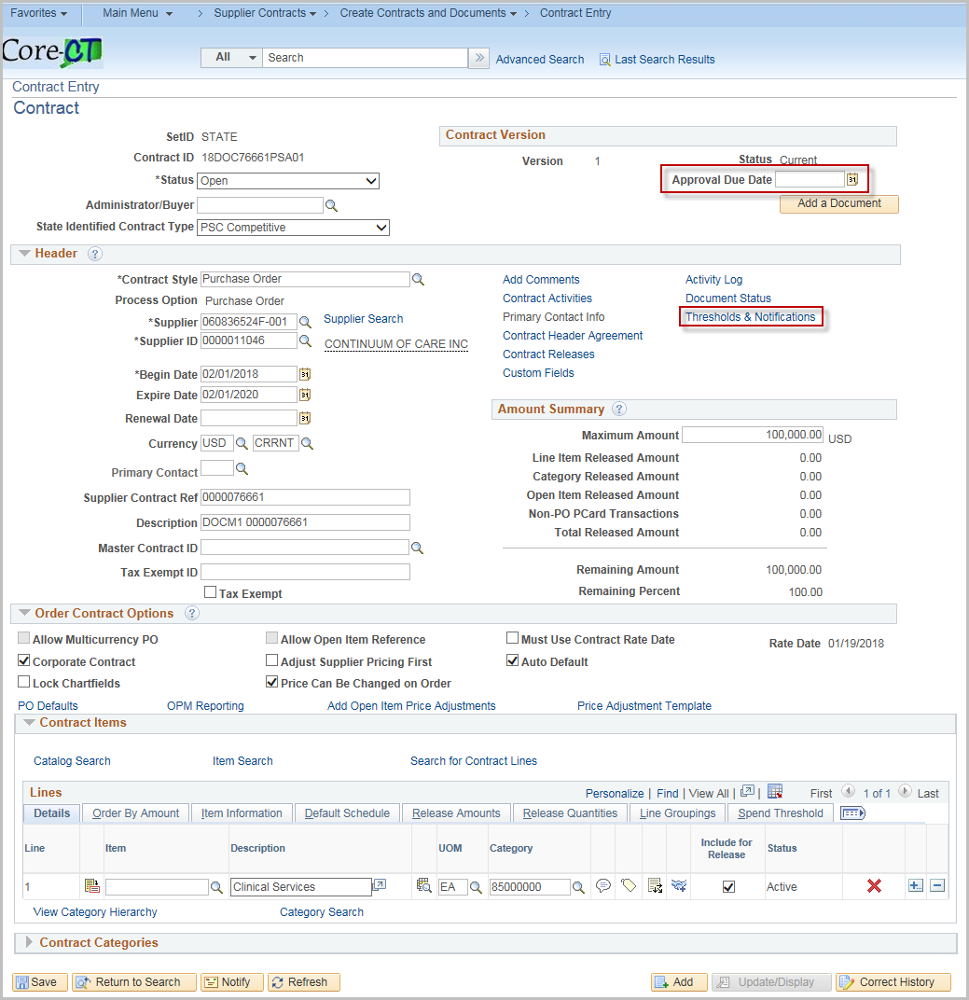 Favorites Main Menu > Supplier Contracts > Create Contracts and Documents > Contract Entry
Core-CT
All Search Advanced Search Last Search Results
Contract Entry
Contract
SetID STATE Contract Version
Contract ID 18DOC76661PSA01 Version 1 Status Current
*Status Open Approval Due Date
Administrator/Buyer Add a Document
State Identified Contract Type PSC Competitive
Header
*Contract Style Purchase Order Add Comments Activity Log
Process Option Purchase Order Contract Activities Document Status
*Supplier 060836524F-001 Supplier Search Primary Contact Info Thresholds & Notifications
*Supplier ID 0000011046 CONTINUUM OF CARE INC Contract Header Agreement
Contract Releases
*Begin Date 02/01/2018 Custom Fields
Expire Date 02/01/2020
Renewal Date Amount Summary
Currency USD CRRNT Maximum Amount 100,000.00 USD
Primary Contact Line Item Released Amount 0.00
Category Released Amount 0.00
Supplier Contract Ref 0000076661 Open Item Released Amount 0.00
Description DOCM1 0000076661 Non-PO PCard Transactions 0.00
Total Released Amount 0.00
Master Contract ID
Tax Exempt ID Remaining Amount 100,000.00
Tax Exempt Remaining Percent 100.00
Order Contract Options
Allow Multicurrency PO Allow Open Item Reference Must Use Contract Rate Date Rate Date 01/19/2018
Corporate Contract Adjust Supplier Pricing First Auto Default
Lock Chartfields Price Can Be Changed on Order
PO Defaults OPM Reporting Add Open Item Price Adjustments Price Adjustment Template
Contract Items
Catalog Search Item Search Search for Contract Lines
Lines Personalize | Find | View All | | First 1 of 1 Last
Details Order By Amount Item Information Default Schedule Release Amounts Release Quantities Line Groupings Spend Threshold
Line Item Description UOM Category Include for Release Status
1 Clinical Services EA 85000000 Active
View Category Hierarchy Category Search
Contract Categories
Save Return to Search Notify Refresh Add Update/Display Correct History